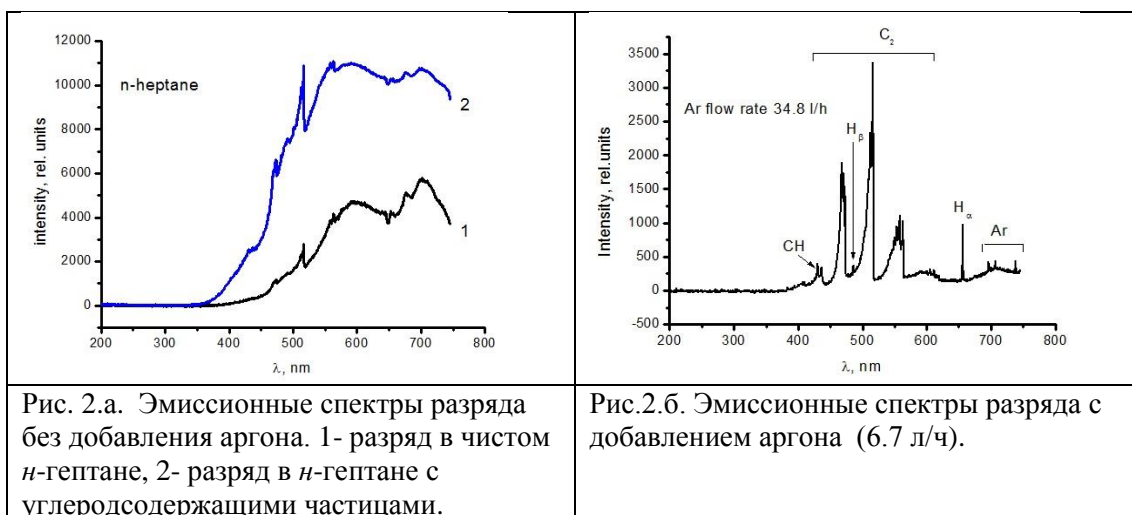 12000
10000
8000
6000
4000
2000
0
200 300 400 500 600 700 800
intensity, rel. units
λ, nm
n-heptane
2
1
C₂
3500
3000
2500
2000
1500
1000
500
0
-500
200 300 400 500 600 700 800
Intensity, rel.units
λ, nm
Ar flow rate 34.8 l/h
Hβ
CH
Hα
Ar
Рис. 2.а. Эмиссионные спектры разряда
без добавления аргона. 1- разряд в чистом
н-гептане, 2- разряд в н-гептане с
углеродсодержащими частицами.
Рис.2.б. Эмиссионные спектры разряда с
добавлением аргона (6.7 л/ч).